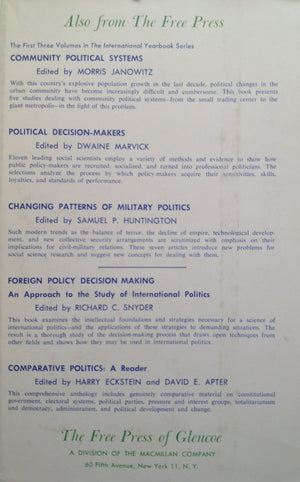 Also from The Free Press
The First Three Volumes in The International Yearbook Series
COMMUNITY POLITICAL SYSTEMS
Edited by MORRIS JANOWITZ
With this country's explosive population growth in the last decade, political changes in the
urban community have become increasingly difficult and cumbersome. This book presents
five studies dealing with community political systems—from the small trading center to the
giant metropolis—in the light of this problem.
POLITICAL DECISION-MAKERS
Edited by DWAINE MARVICK
Eleven leading social scientists employ a variety of methods and evidence to show how
public policy-makers are recruited, socialized, and turned into professional politicians. The
selections analyze the process by which policy-makers acquire their sensitivities, skills,
loyalties, and standards of performance.
CHANGING PATTERNS OF MILITARY POLITICS
Edited by SAMUEL P. HUNTINGTON
Such modern trends as the balance of terror, the decline of empire, technological develop-
ment, and new collective security arrangements are scrutinized with emphasis on their
implications for civil-military relations. These seven articles introduce new problems for
social science research and suggest new concepts for dealing with them.
FOREIGN POLICY DECISION MAKING
An Approach to the Study of International Politics
Edited by RICHARD C. SNYDER
This book examines the intellectual foundations and strategies necessary for a science of
international politics—and the applications of these strategies to demanding situations. The
result is a thorough study of the decision-making process that draws upon techniques from
other fields and shows how they may be used in international politics.
COMPARATIVE POLITICS: A Reader
Edited by HARRY ECKSTEIN and DAVID E. APTER
This comprehensive anthology includes genuinely comparative material on constitutional
government, electoral systems, political parties, pressure and interest groups, totalitarianism
and democracy, administration, and political development and change.
The Free Press of Glencoe
A DIVISION OF THE MACMILLAN COMPANY
60 Fifth Avenue, New York 11, N. Y.